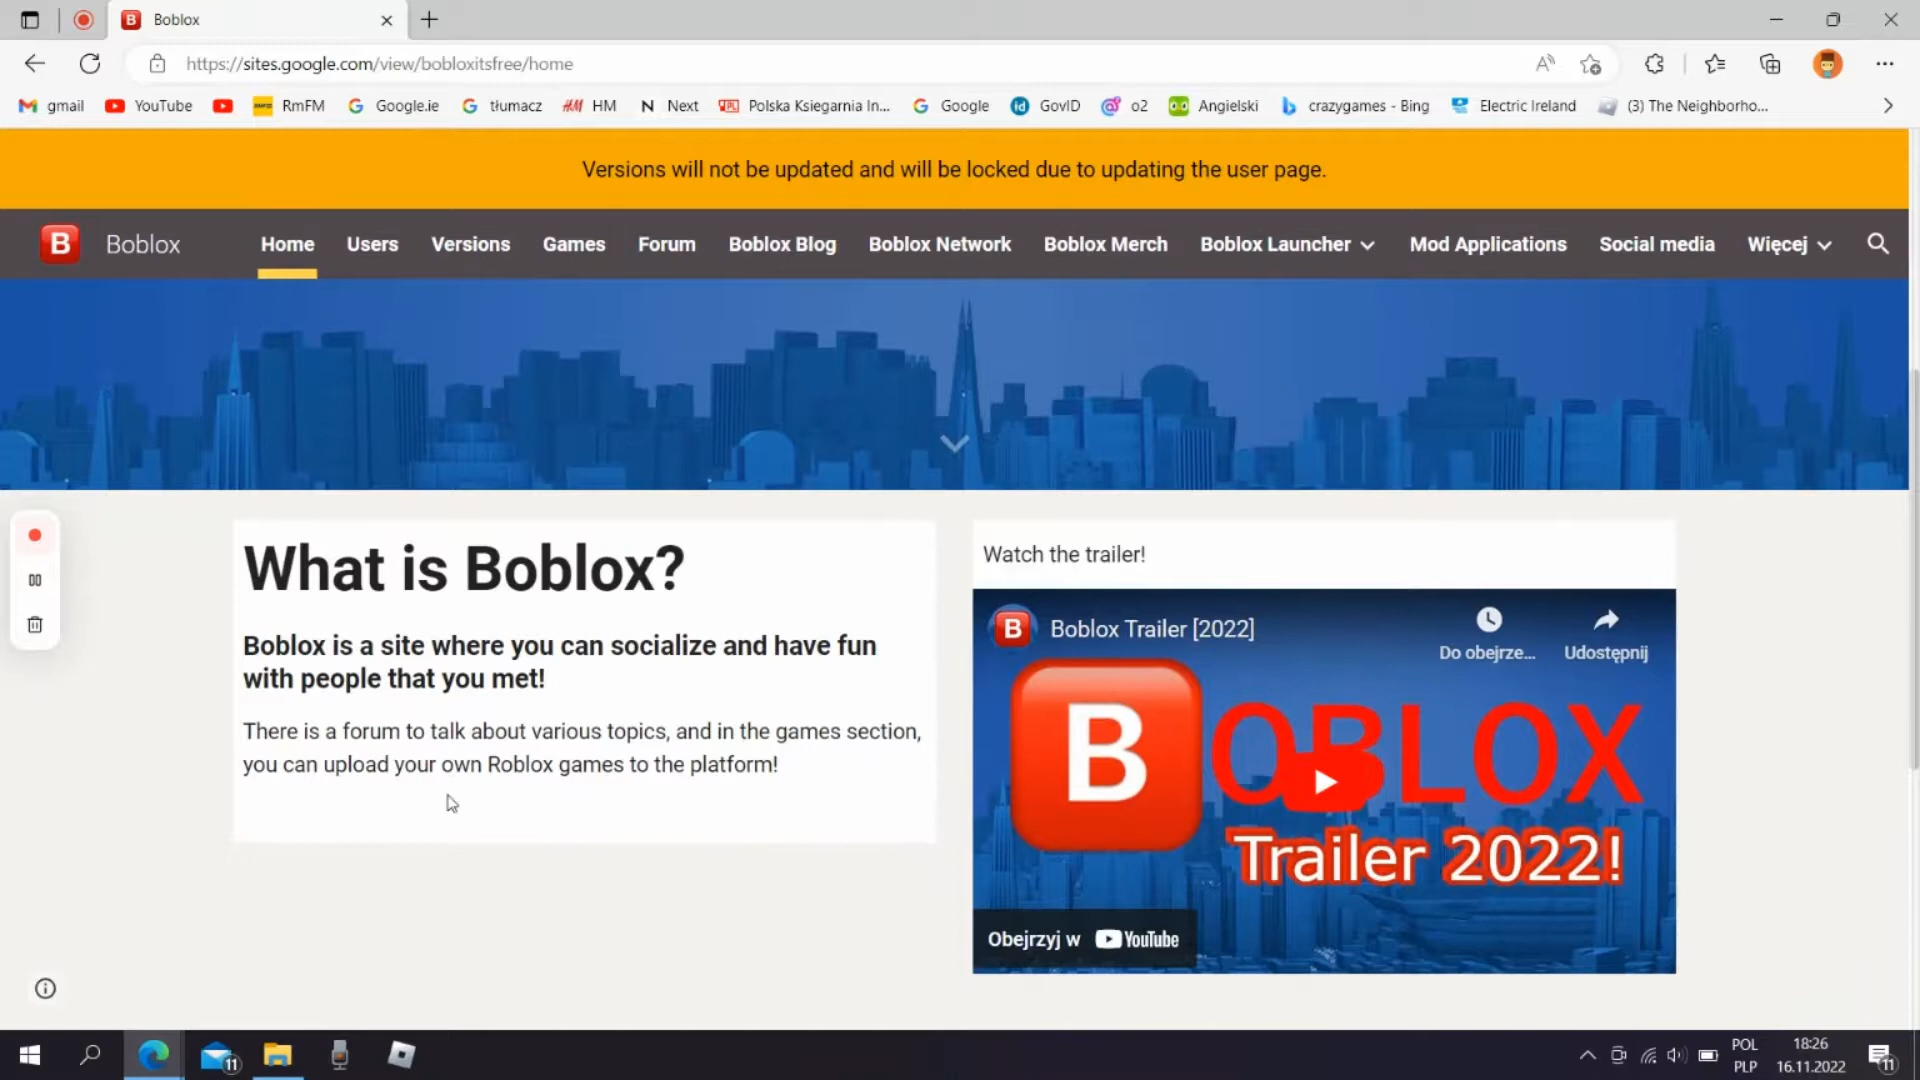 Boblox
https://sites.google.com/view/bobloxitsfree/home
gmail YouTube RmFM Google.ie tłumacz HM Next Polska Ksiegarnia In... Google GovID o2 Angielski crazygames - Bing Electric Ireland (3) The Neighborho...
Versions will not be updated and will be locked due to updating the user page.
B Boblox Home Users Versions Games Forum Boblox Blog Boblox Network Boblox Merch Boblox Launcher Mod Applications Social media Więcej
What is Boblox?
Boblox is a site where you can socialize and have fun
with people that you met!
There is a forum to talk about various topics, and in the games section,
you can upload your own Roblox games to the platform!
Watch the trailer!
B Boblox Trailer [2022]
Do obejrze... Udostępnij
BOBLOX
Trailer 2022!
Obejrzyj w YouTube
11
POL 18:26
PLP 16.11.2022 11